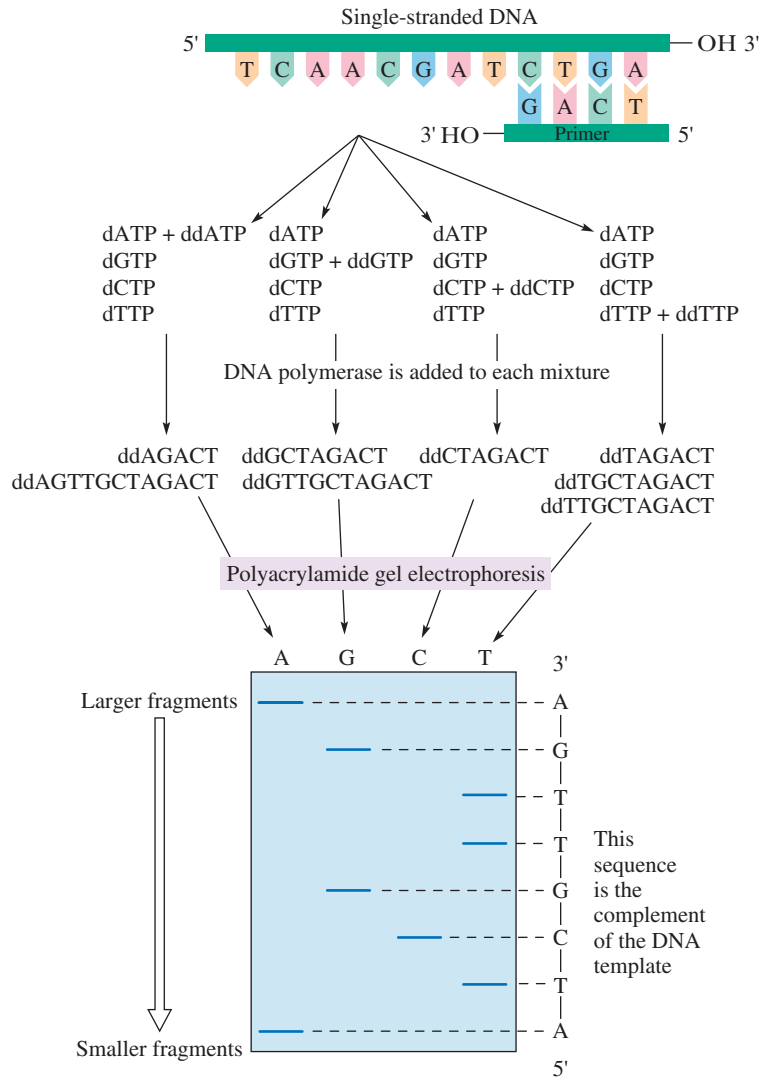 Single-stranded DNA
5' OH 3'
T C A A C G A T C T G A
G A C T
3' HO Primer 5'
dATP + ddATP dATP dATP dATP
dGTP dGTP + ddGTP dGTP dGTP
dCTP dCTP dCTP + ddCTP dCTP
dTTP dTTP dTTP dTTP + ddTTP
DNA polymerase is added to each mixture
ddAGACT ddGCTAGACT ddCTAGACT ddTAGACT
ddAGTTGCTAGACT ddGTTGCTAGACT ddTGCTAGACT
ddTTGCTAGACT
Polyacrylamide gel electrophoresis
A G C T 3'
Larger fragments A
G
T
T
G
C
T
A
This
sequence
is the
complement
of the DNA
template
Smaller fragments
5'